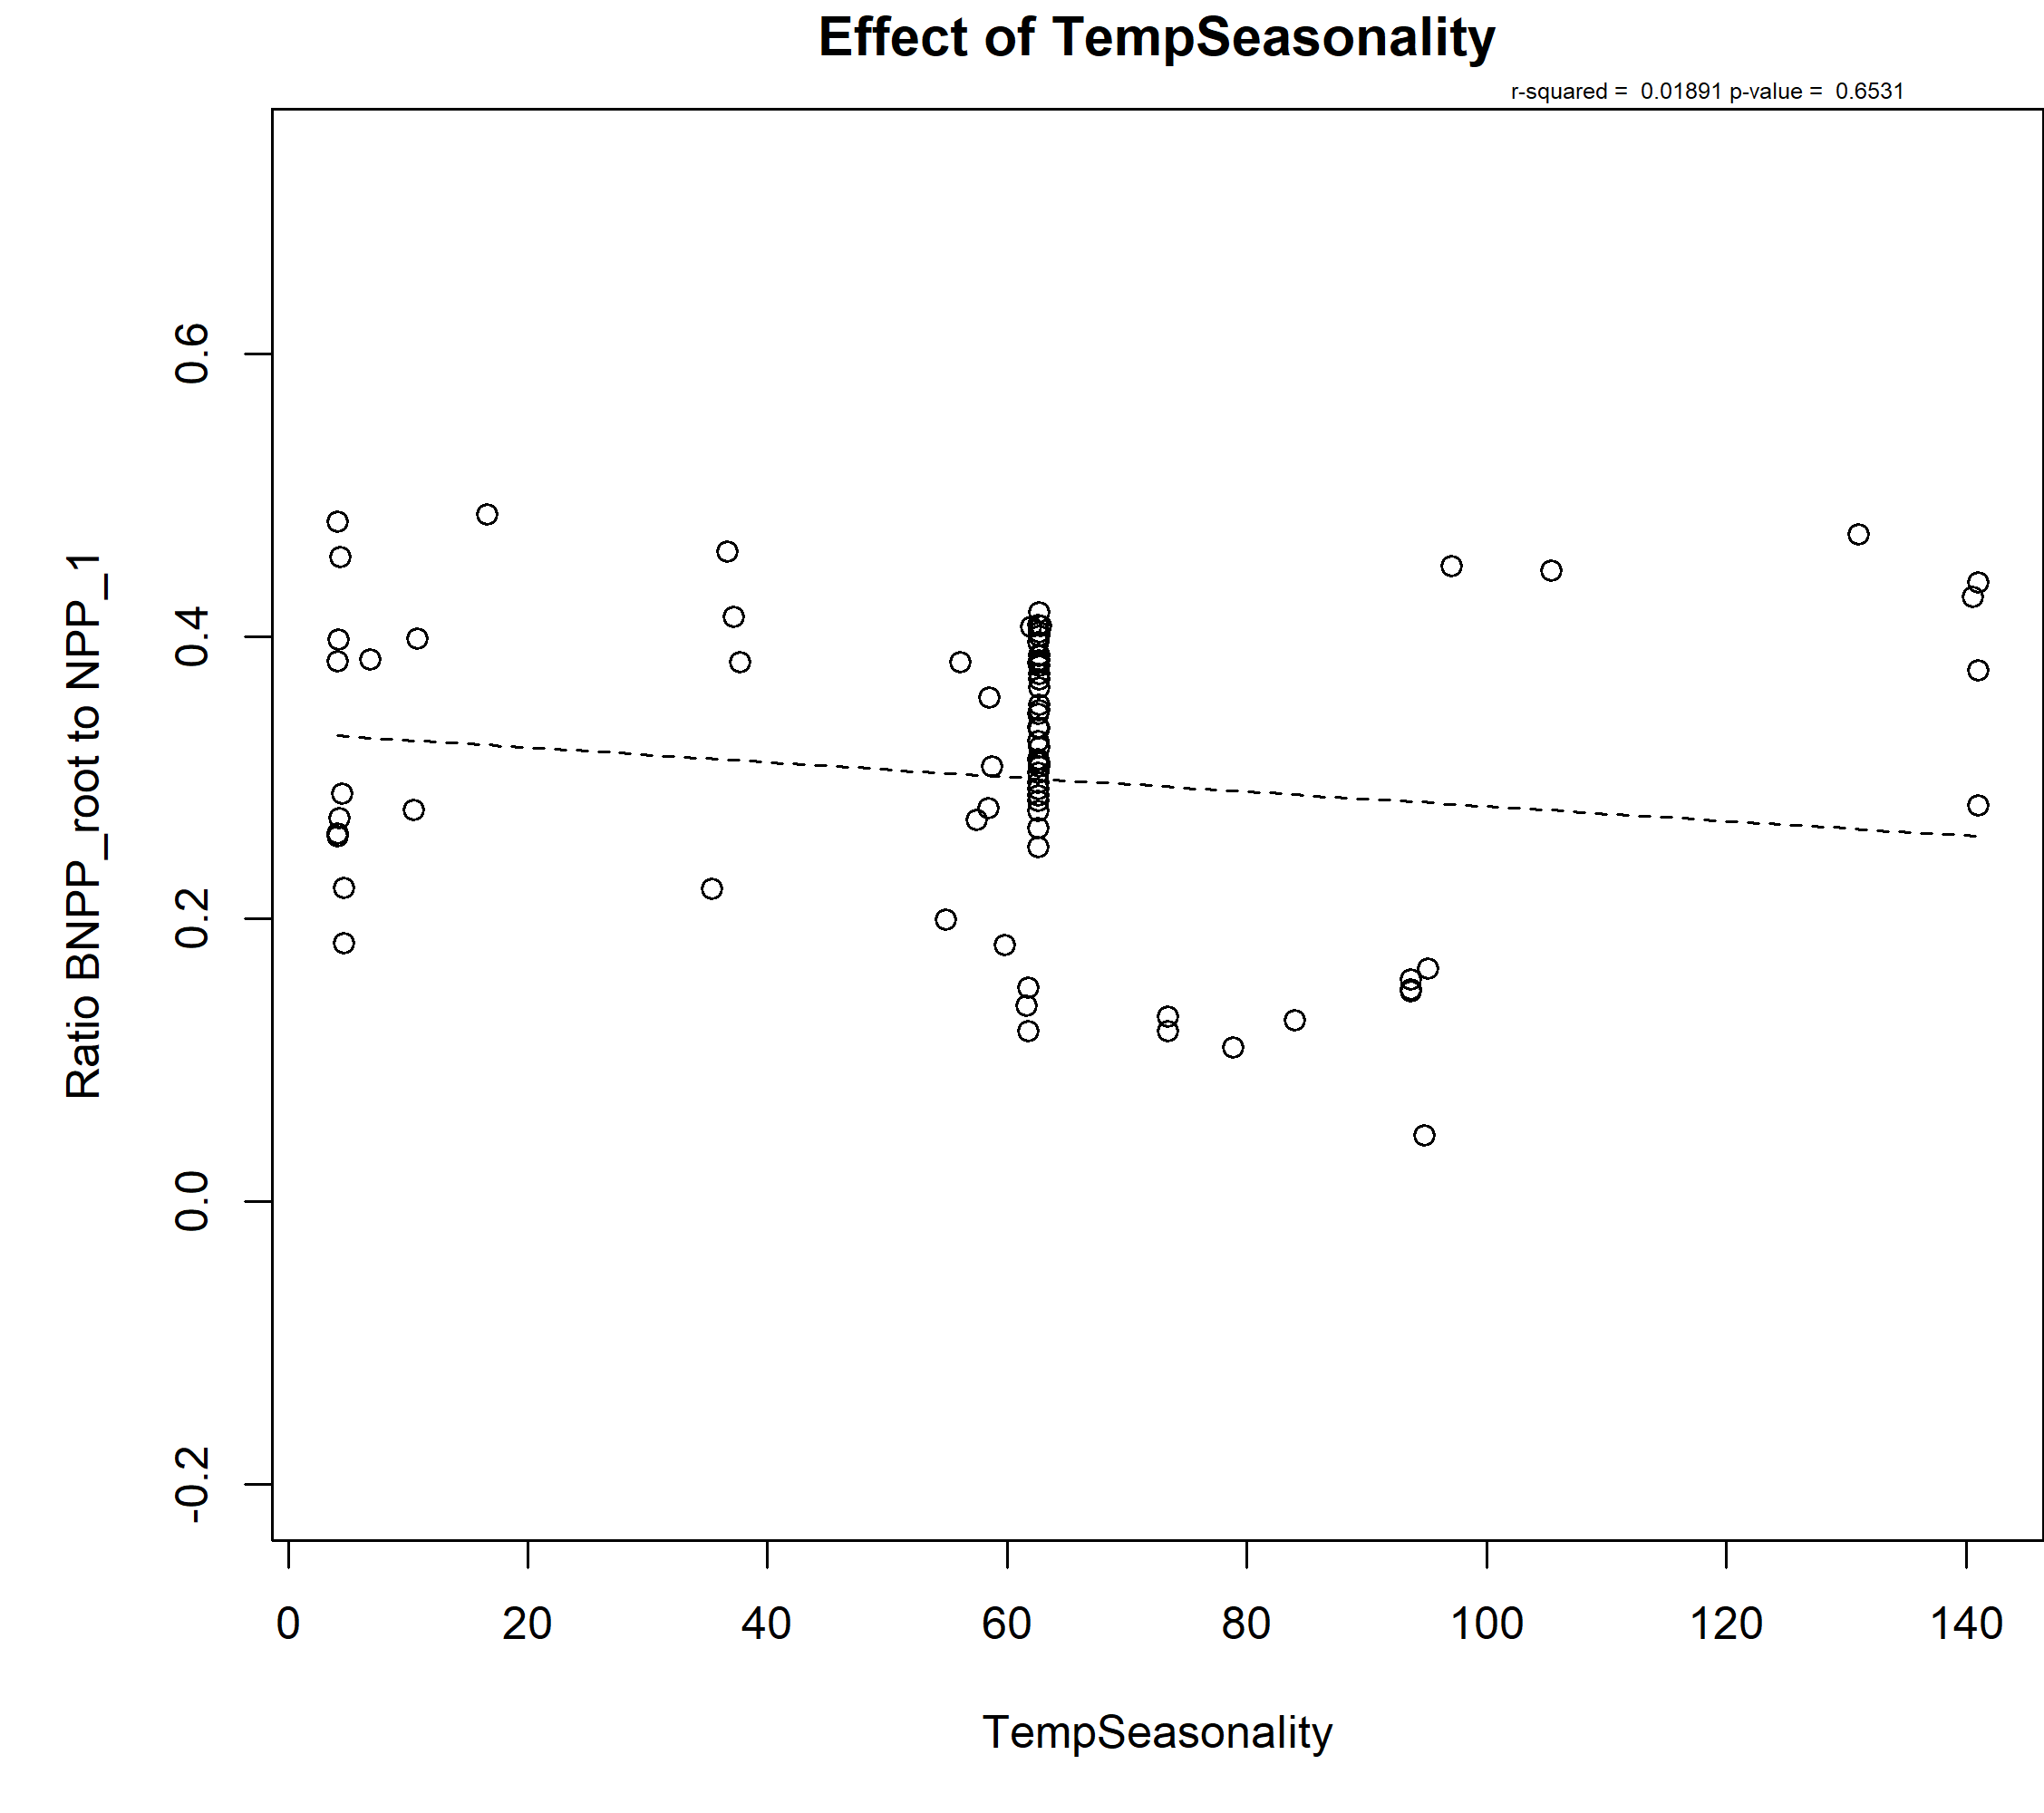 Effect of TempSeasonality
r-squared =  0.01891 p-value =  0.6531
Ratio BNPP_root to NPP_1
0.6
0.4
0.2
0.0
-0.2
0 20 40 60 80 100 120 140
TempSeasonality